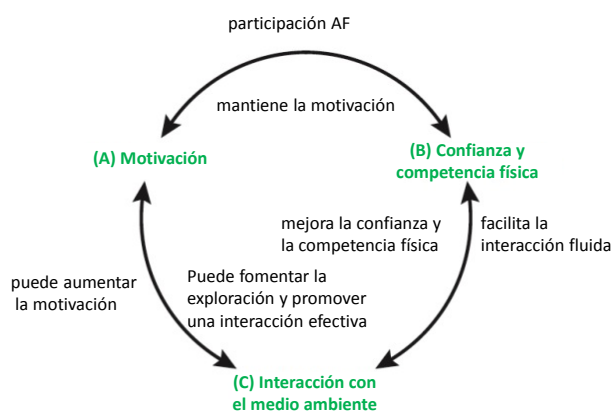 participación AF
mantiene la motivación
(A) Motivación
(B) Confianza y
competencia física
mejora la confianza y
la competencia física
facilita la
interacción fluida
puede aumentar
la motivación
Puede fomentar la
exploración y promover
una interacción efectiva
(C) Interacción con
el medio ambiente